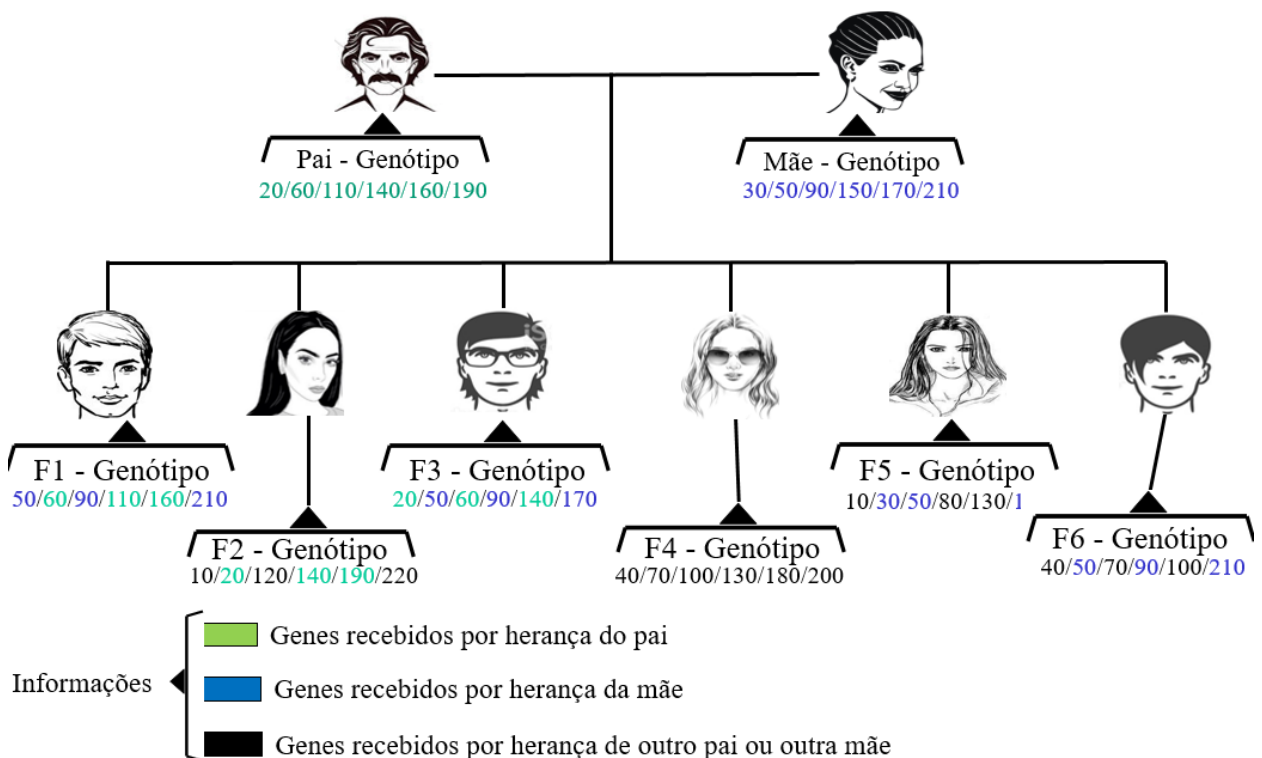 Pai - Genótipo
20/60/110/140/160/190
Mãe - Genótipo
30/50/90/150/170/210
F1 - Genótipo
50/60/90/110/160/210
F2 - Genótipo
10/20/120/140/190/220
F3 - Genótipo
20/50/60/90/140/170
F4 - Genótipo
40/70/100/130/180/200
F5 - Genótipo
10/30/50/80/130/1
F6 - Genótipo
40/50/70/90/100/210
Informações
Genes recebidos por herança do pai
Genes recebidos por herança da mãe
Genes recebidos por herança de outro pai ou outra mãe